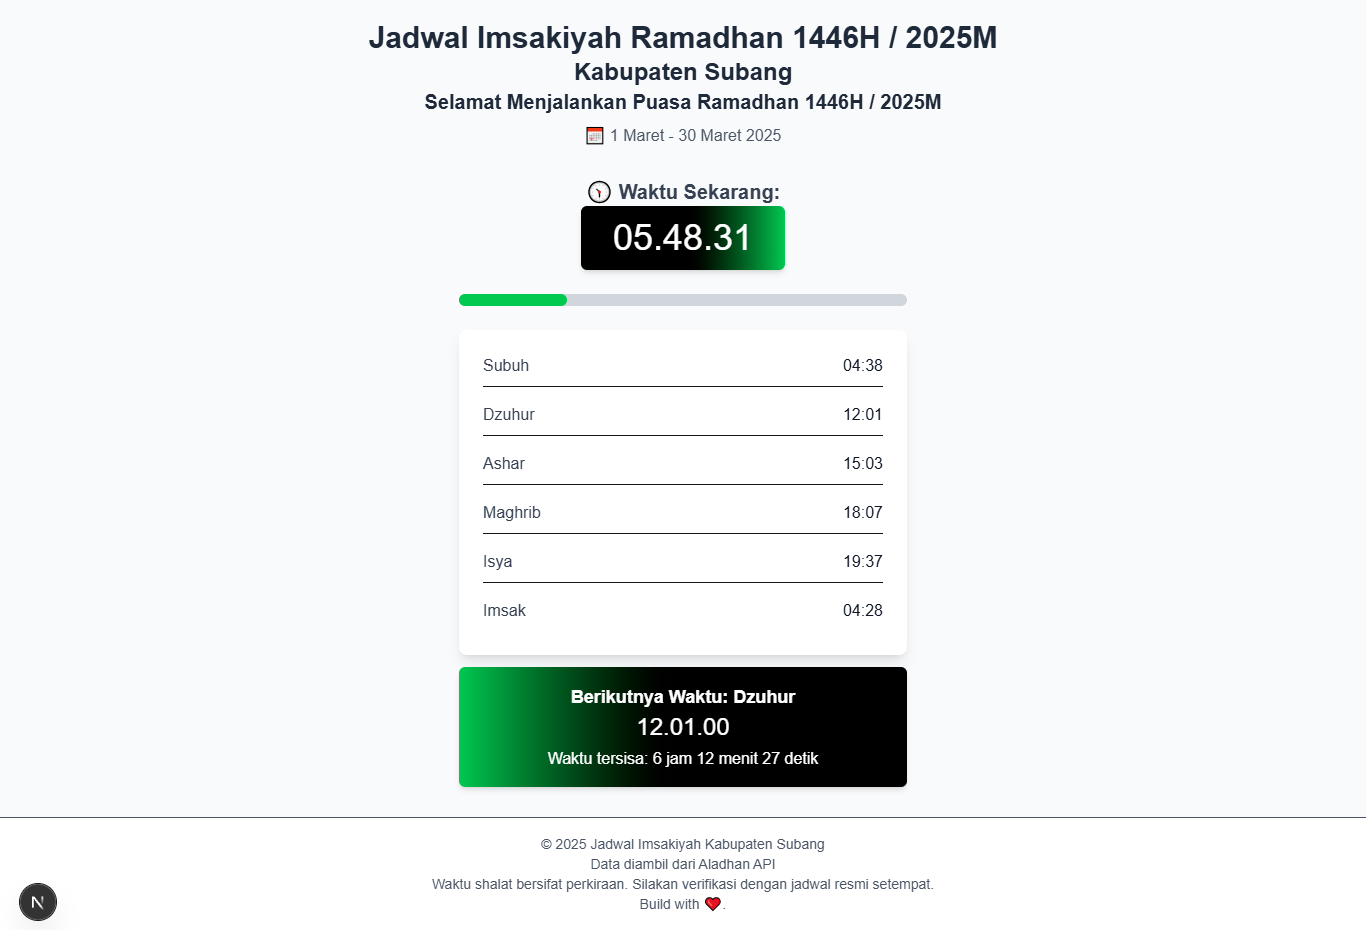 Jadwal Imsakiyah Ramadhan 1446H / 2025M
Kabupaten Subang
Selamat Menjalankan Puasa Ramadhan 1446H / 2025M
1 Maret - 30 Maret 2025
Waktu Sekarang:
05.48.31
Subuh 04:38
Dzuhur 12:01
Ashar 15:03
Maghrib 18:07
Isya 19:37
Imsak 04:28
Berikutnya Waktu: Dzuhur
12.01.00
Waktu tersisa: 6 jam 12 menit 27 detik
© 2025 Jadwal Imsakiyah Kabupaten Subang
Data diambil dari Aladhan API
Waktu shalat bersifat perkiraan. Silakan verifikasi dengan jadwal resmi setempat.
Build with ❤️.
N